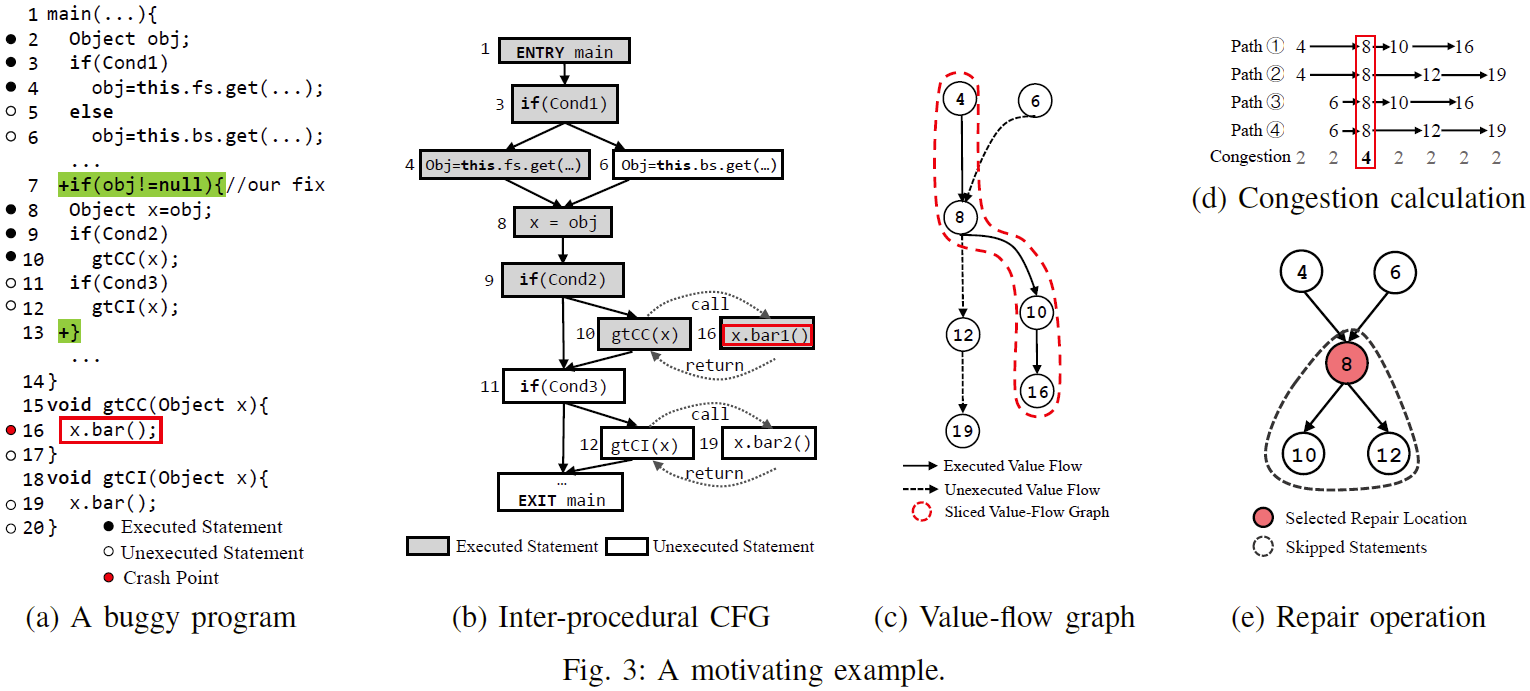 1 main(...){
2 Object obj;
3 if(Cond1)
4 obj=this.fs.get(...);
5 else
6 obj=this.bs.get(...);
...
7 +if(obj!=null){//our fix
8 Object x=obj;
9 if(Cond2)
10 gtCC(x);
11 if(Cond3)
12 gtCI(x);
13 +}
...
14 }
15 void gtCC(Object x){
16 x.bar();
17 }
18 void gtCI(Object x){
19 x.bar();
20 }
Executed Statement
Unexecuted Statement
Crash Point
(a) A buggy program
1 ENTRY main
3 if(Cond1)
4 Obj=this.fs.get(…) 6 Obj=this.bs.get(…)
8 x = obj
9 if(Cond2)
call
10 gtCC(x) 16 x.bar1()
return
11 if(Cond3)
call
12 gtCI(x) 19 x.bar2()
return
…
EXIT main
Executed Statement Unexecuted Statement
(b) Inter-procedural CFG
4 6
8
10
12
16
19
Executed Value Flow
Unexecuted Value Flow
Sliced Value-Flow Graph
(c) Value-flow graph
Path ① 4 8 10 16
Path ② 4 8 12 19
Path ③ 6 8 10 16
Path ④ 6 8 12 19
Congestion 2 2 4 2 2 2 2
(d) Congestion calculation
4 6
8
10 12
Selected Repair Location
Skipped Statements
(e) Repair operation
Fig. 3: A motivating example.